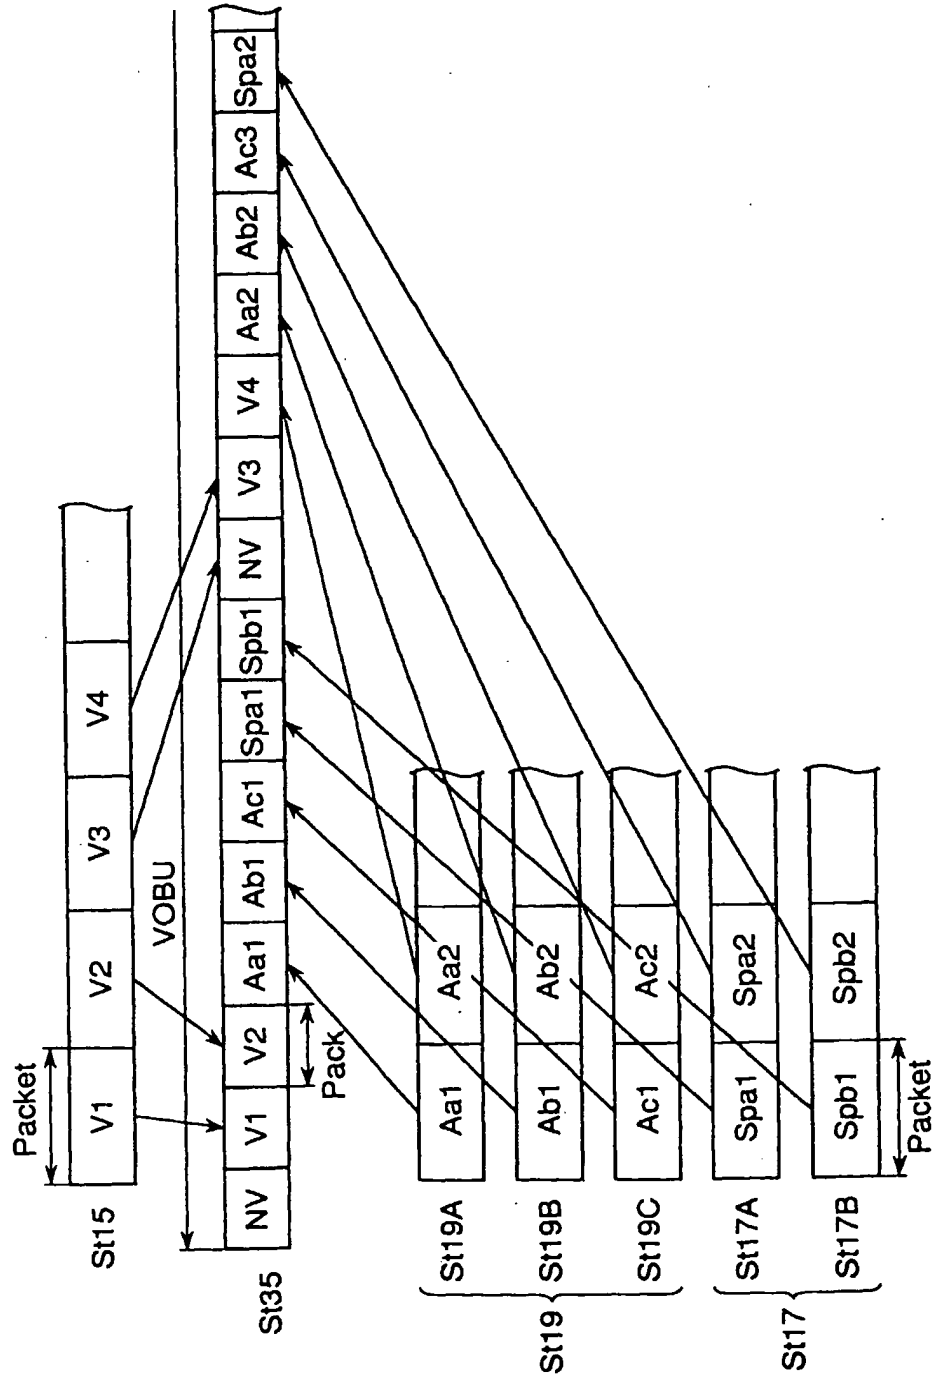 Packet
St15 V1 V2 V3 V4
VOBU
St35 NV V1 V2 Aa1 Ab1 Ac1 Spa1 Spb1 NV V3 V4 Aa2 Ab2 Ac3 Spa2
Pack
St19
St19A Aa1 Aa2
St19B Ab1 Ab2
St19C Ac1 Ac2
St17
St17A Spa1 Spa2
St17B Spb1 Spb2
Packet